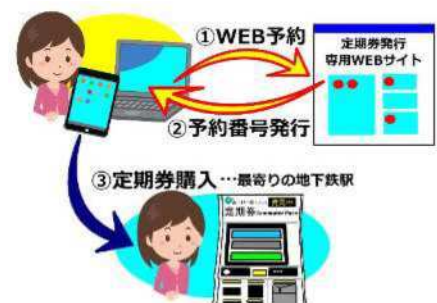 ①WEB予約
定期券発行
専用WEBサイト
②予約番号発行
③定期券購入…最寄りの地下鉄駅
定期券 Commuter Pass